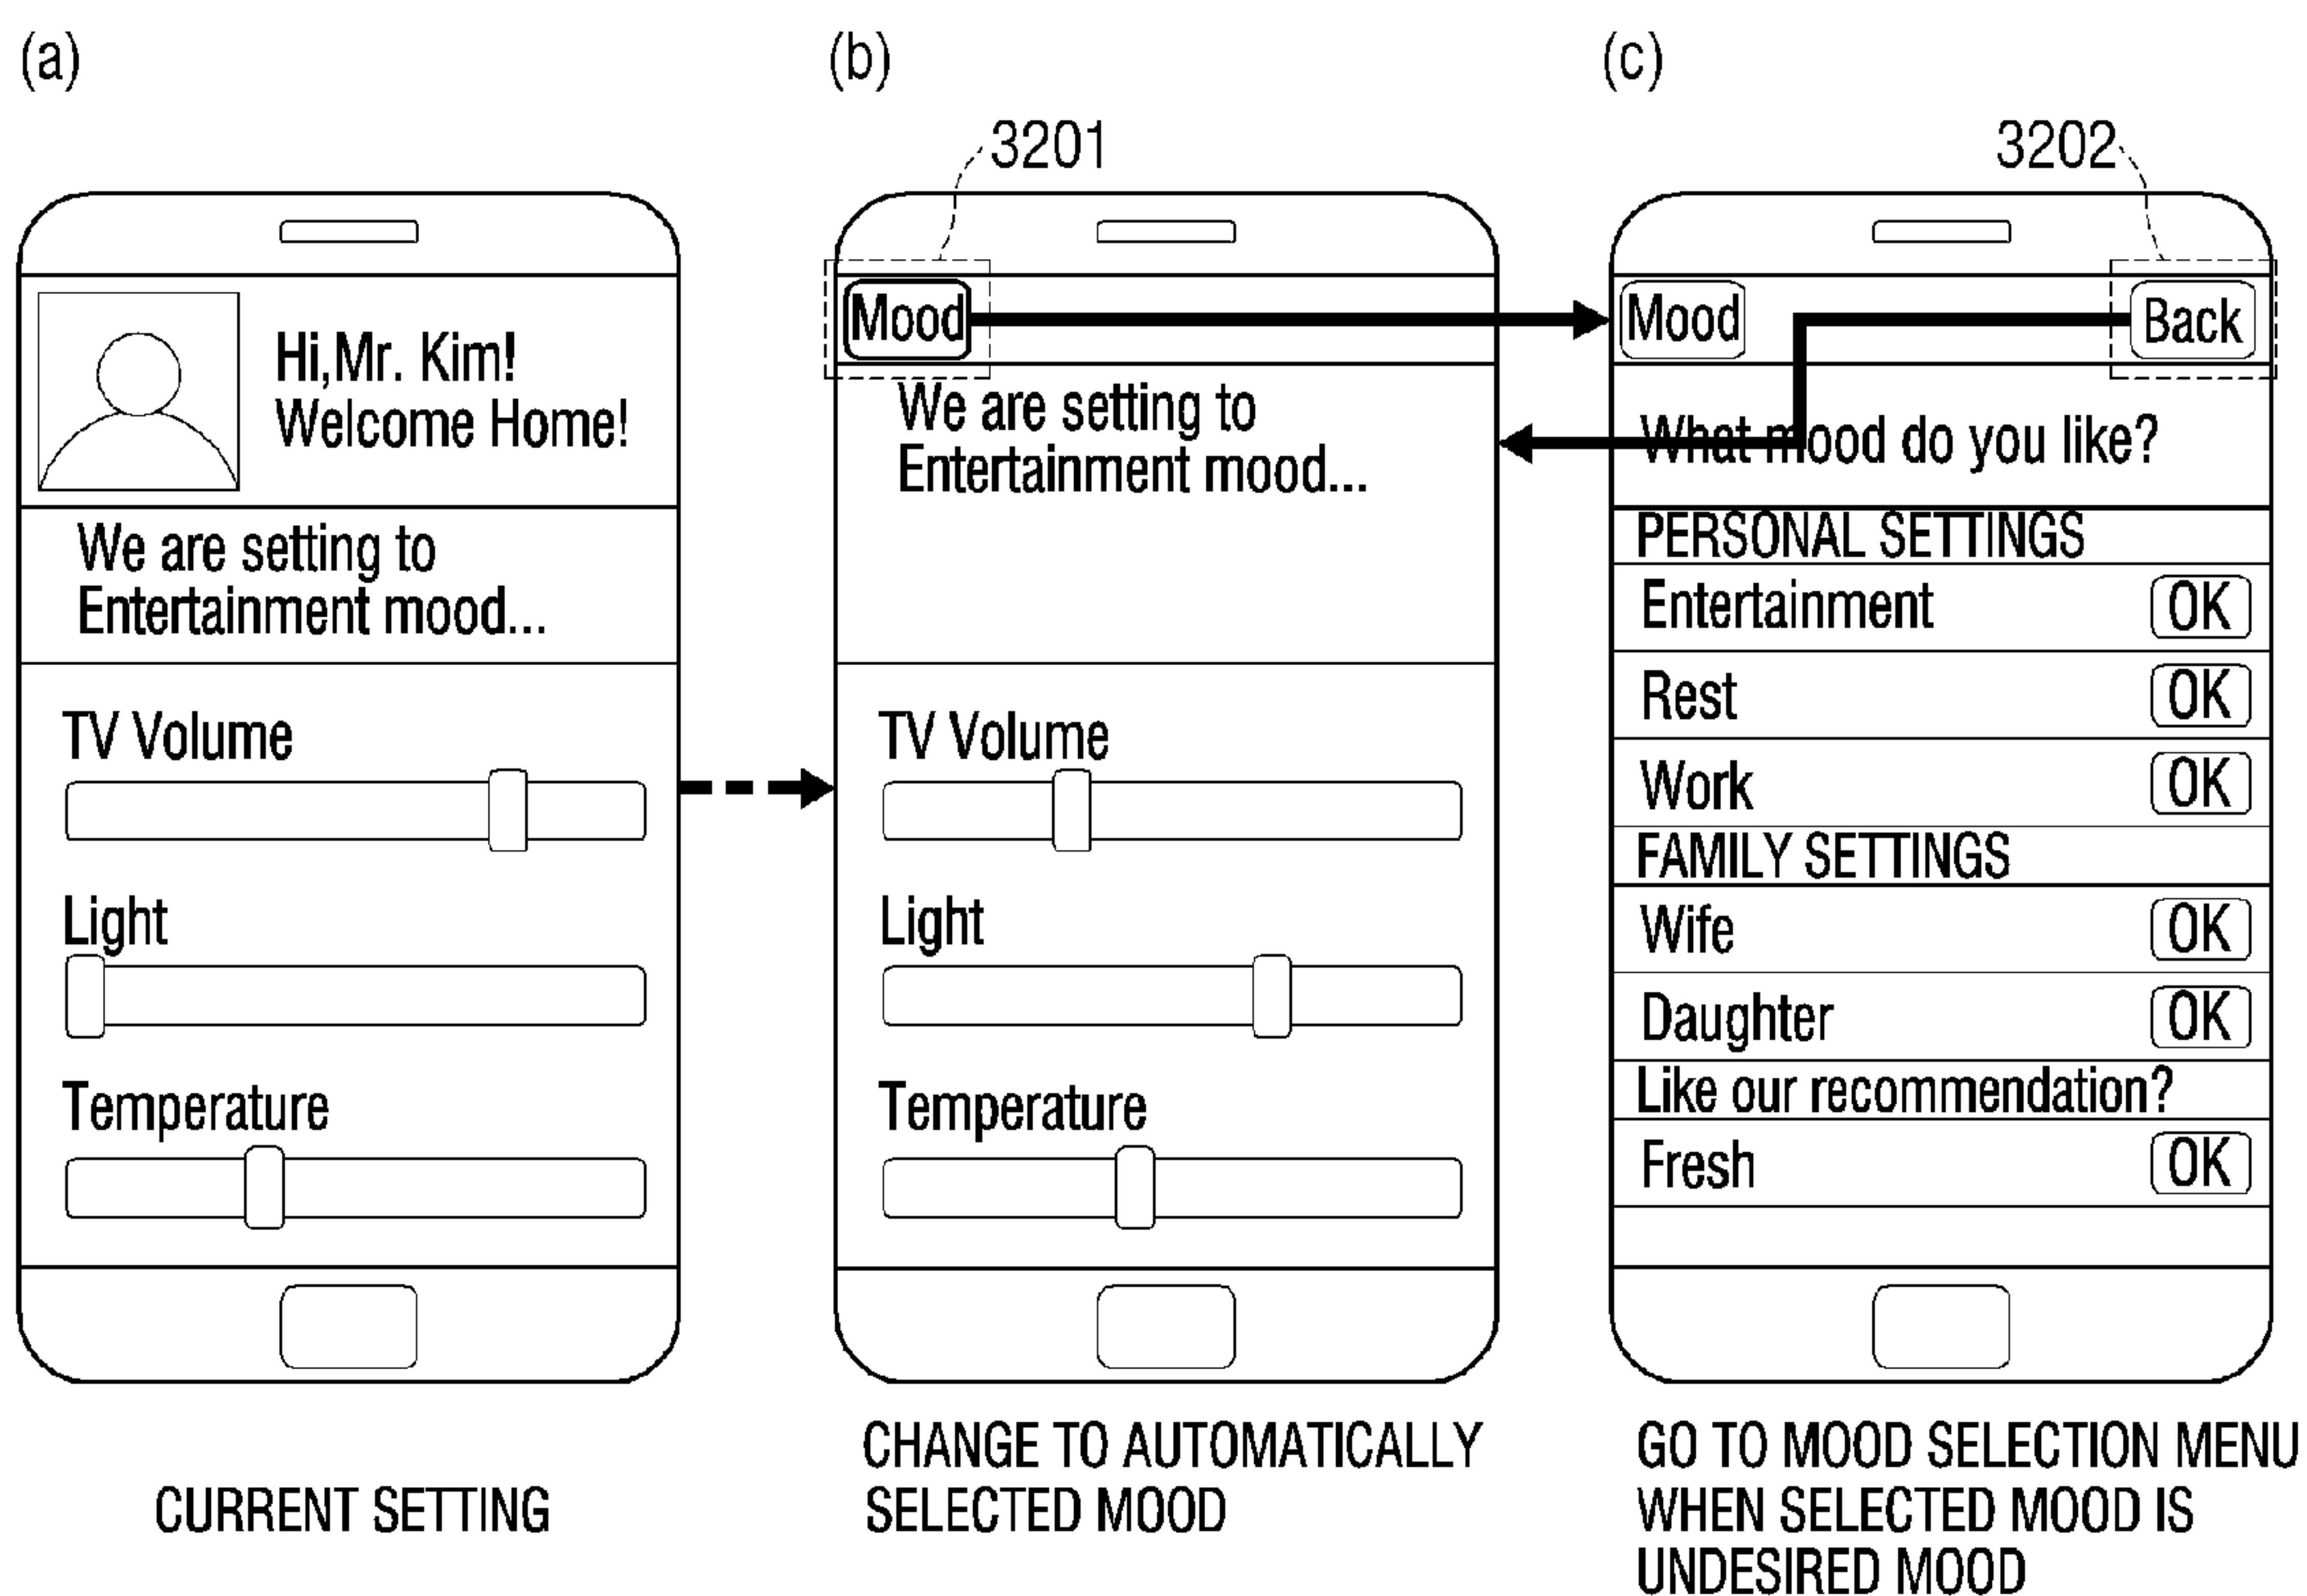 (a)
Hi,Mr. Kim!
Welcome Home!
We are setting to
Entertainment mood...
TV Volume
Light
Temperature
CURRENT SETTING
(b)
3201
Mood
We are setting to
Entertainment mood...
TV Volume
Light
Temperature
CHANGE TO AUTOMATICALLY
SELECTED MOOD
(c)
3202
Mood
Back
What mood do you like?
PERSONAL SETTINGS
Entertainment OK
Rest OK
Work OK
FAMILY SETTINGS
Wife OK
Daughter OK
Like our recommendation?
Fresh OK
GO TO MOOD SELECTION MENU
WHEN SELECTED MOOD IS
UNDESIRED MOOD